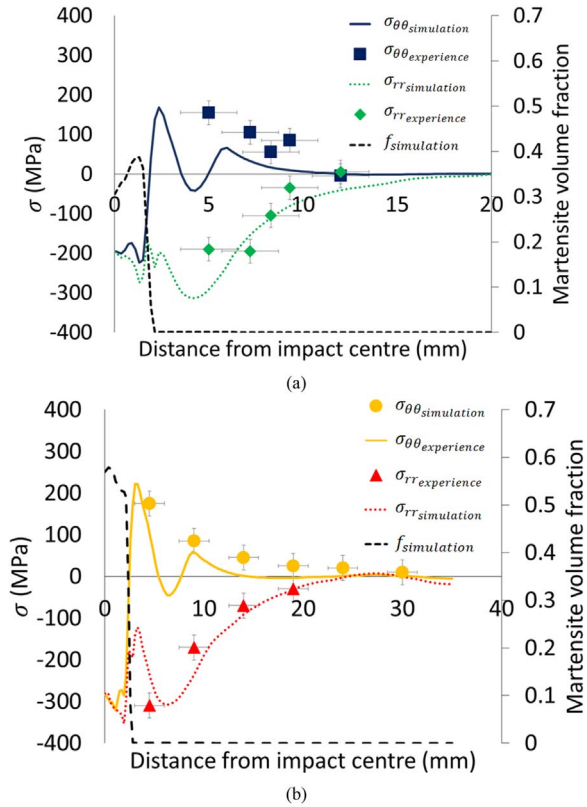 400
300
200
100
0
-100
-200
-300
-400
σ (MPa)
0
5
10
15
20
Distance from impact centre (mm)
0.7
0.6
0.5
0.4
0.3
0.2
0.1
0
Martensite volume fraction
σθθsimulation
σθθexperience
σrrsimulation
σrrexperience
fsimulation
(a)
400
300
200
100
0
-100
-200
-300
-400
σ (MPa)
0
10
20
30
40
Distance from impact centre (mm)
0.7
0.6
0.5
0.4
0.3
0.2
0.1
0
Martensite volume fraction
σθθsimulation
σθθexperience
σrrexperience
σrrsimulation
fsimulation
(b)